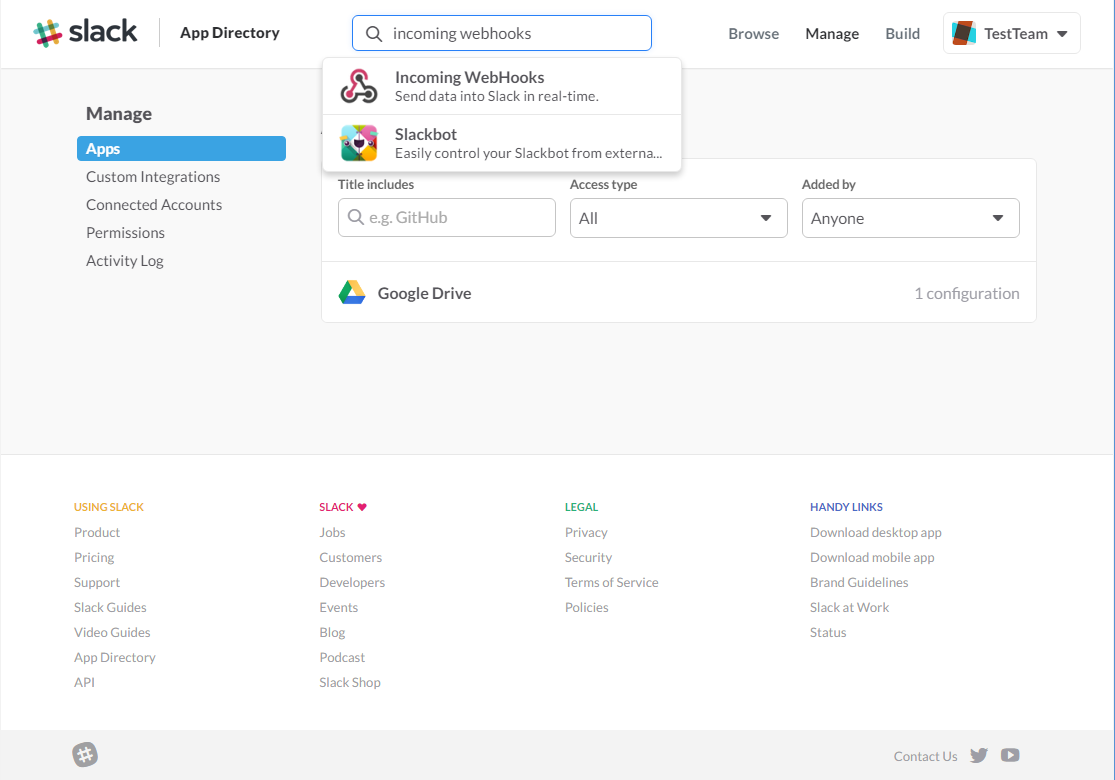 slack
App Directory
incoming webhooks
Browse
Manage
Build
TestTeam
Incoming WebHooks
Send data into Slack in real-time.
Slackbot
Easily control your Slackbot from externa...
Manage
Apps
Custom Integrations
Connected Accounts
Permissions
Activity Log
Title includes
Access type
Added by
e.g. GitHub
All
Anyone
Google Drive
1 configuration
USING SLACK
Product
Pricing
Support
Slack Guides
Video Guides
App Directory
API
SLACK ♥
Jobs
Customers
Developers
Events
Blog
Podcast
Slack Shop
LEGAL
Privacy
Security
Terms of Service
Policies
HANDY LINKS
Download desktop app
Download mobile app
Brand Guidelines
Slack at Work
Status
Contact Us